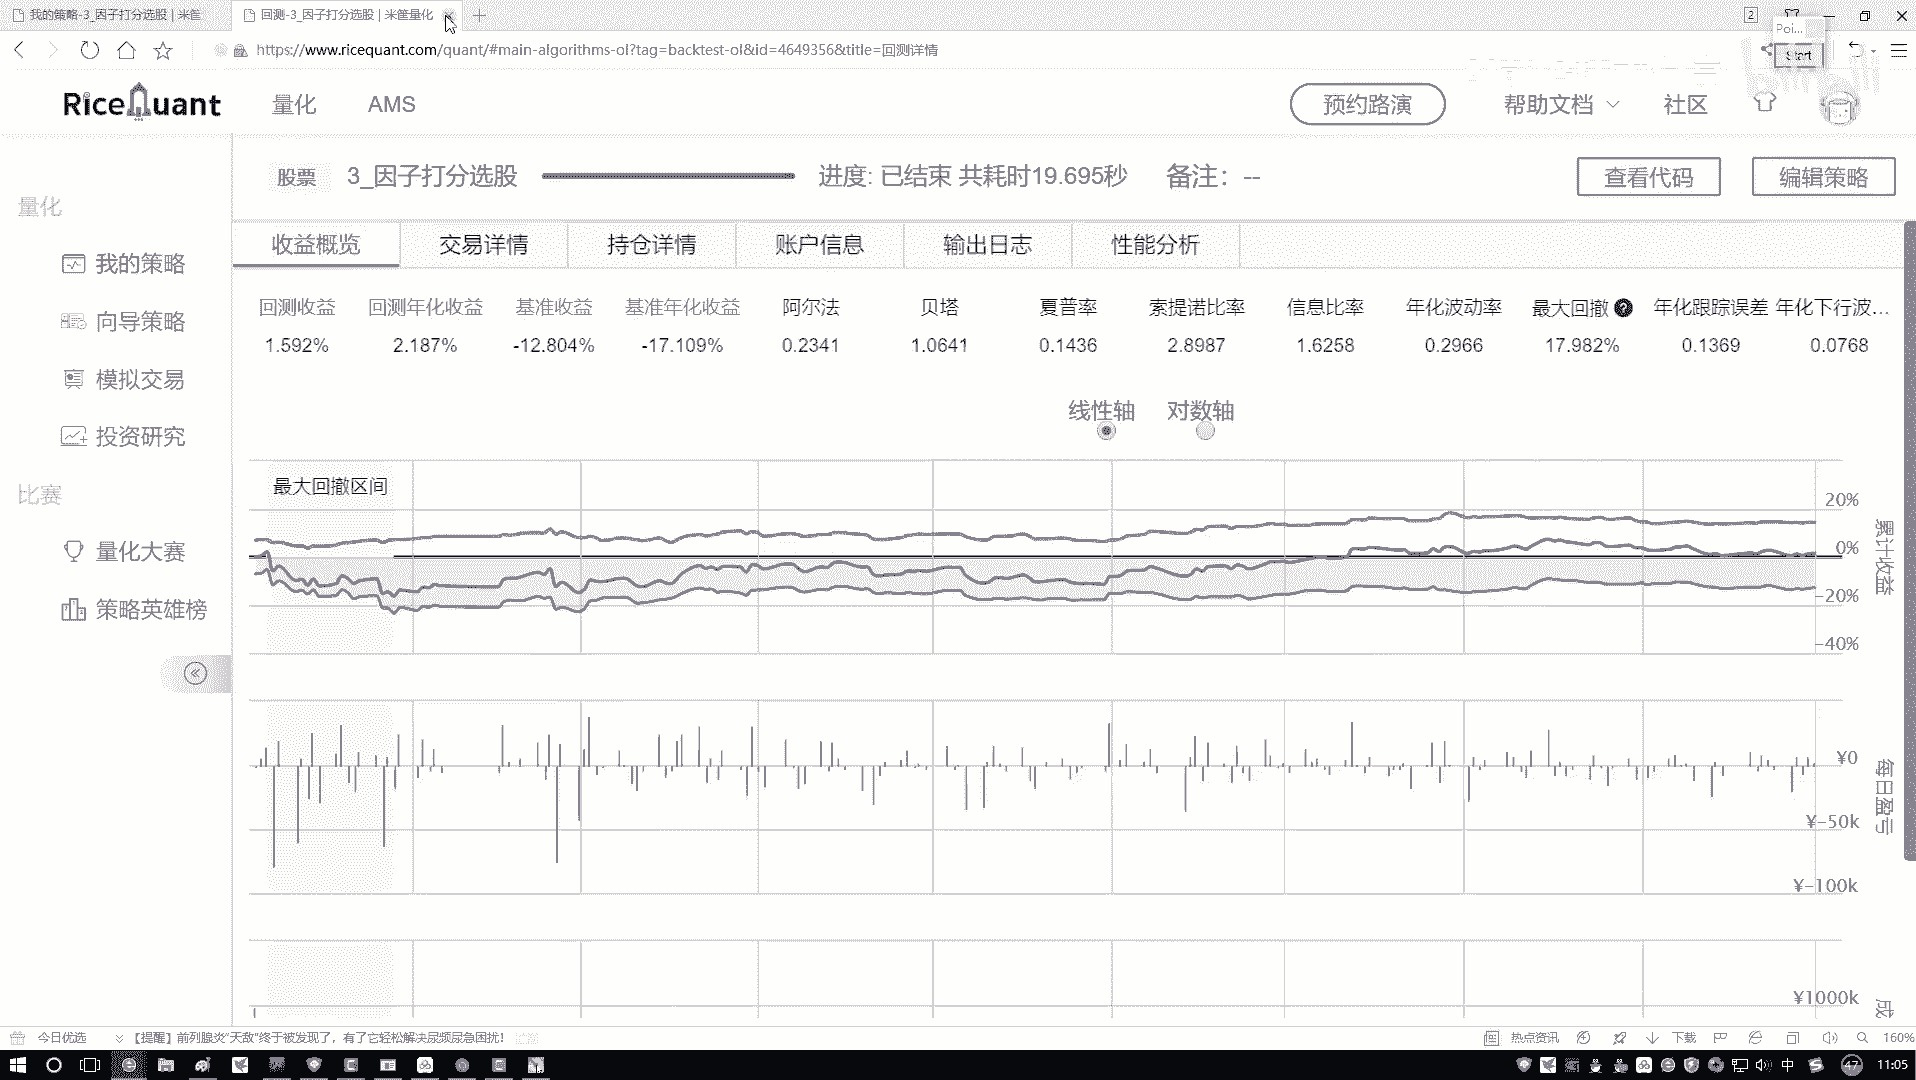 我的策略-3_因子打分选股 | 米筐
回测-3_因子打分选股 | 米筐量化
2
https://www.ricequant.com/quant/#main-algorithms-ol?tag=backtest-ol&id=4649356&title=回测详情
Poi...
Start
RiceQuant
量化
AMS
预约路演
帮助文档
社区
股票
3_因子打分选股
进度: 已结束 共耗时19.695秒
备注: --
查看代码
编辑策略
量化
我的策略
向导策略
模拟交易
投资研究
比赛
量化大赛
策略英雄榜
收益概览 交易详情 持仓详情 账户信息 输出日志 性能分析
回测收益 回测年化收益 基准收益 基准年化收益 阿尔法 贝塔 夏普率 索提诺比率 信息比率 年化波动率 最大回撤 ? 年化跟踪误差 年化下行波...
1.592% 2.187% -12.804% -17.109% 0.2341 1.0641 0.1436 2.8987 1.6258 0.2966 17.982% 0.1369 0.0768
线性轴 对数轴
最大回撤区间
20%
0%
-20%
-40%
累计收益
¥0
¥-50k
¥-100k
每日盈亏
¥1000k
成
今日优选
【提醒】前列腺炎“天敌”终于被发现了，有了它轻松解决尿频尿急困扰！
热点资讯
下载
160%
中
47
11:05